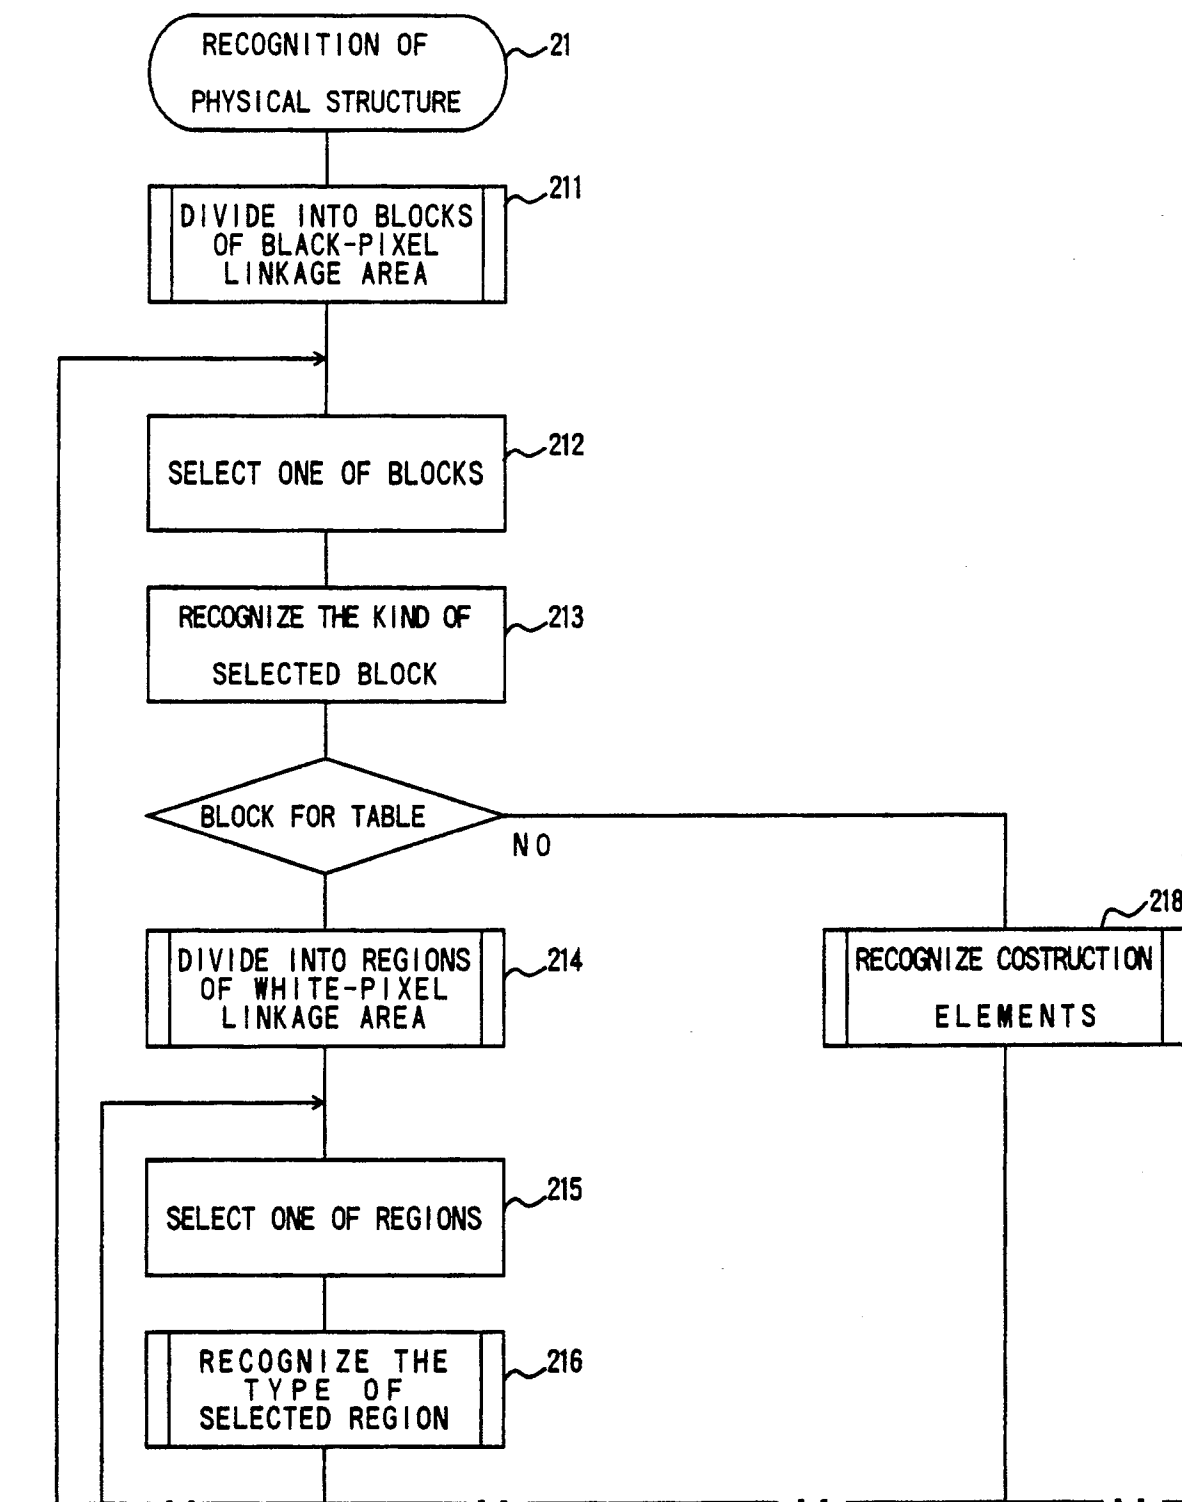 RECOGNITION OF
PHYSICAL STRUCTURE
21
DIVIDE INTO BLOCKS
OF BLACK-PIXEL
LINKAGE AREA
211
SELECT ONE OF BLOCKS
212
RECOGNIZE THE KIND OF
SELECTED BLOCK
213
BLOCK FOR TABLE
NO
DIVIDE INTO REGIONS
OF WHITE-PIXEL
LINKAGE AREA
214
RECOGNIZE COSTRUCTION
ELEMENTS
218
SELECT ONE OF REGIONS
215
RECOGNIZE THE
TYPE OF
SELECTED REGION
216